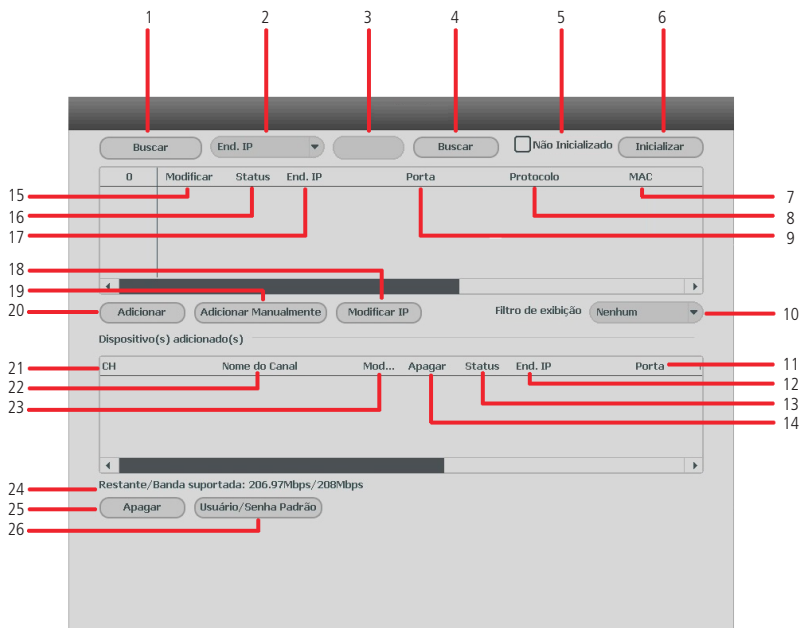 1 2 3 4 5 6
Buscar End. IP Buscar Não Inicializado Inicializar
0 Modificar Status End. IP Porta Protocolo MAC
15 7
16 8
17 9
18
19
20 Adicionar Adicionar Manualmente Modificar IP Filtro de exibição Nenhum 10
Dispositivo(s) adicionado(s)
21 CH Nome do Canal Mod... Apagar Status End. IP Porta 11
22 12
23 13
14
24 Restante/Banda suportada: 206.97Mbps/208Mbps
25 Apagar Usuário/Senha Padrão
26